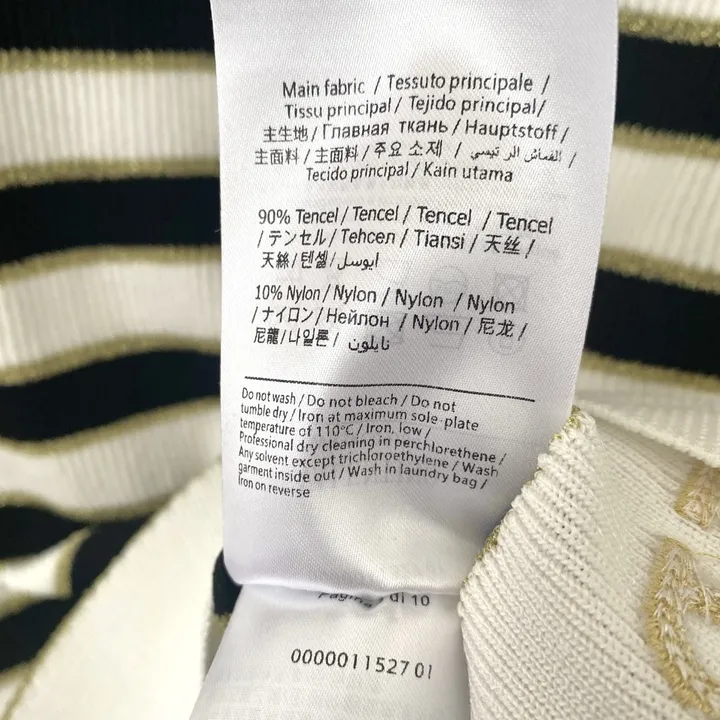 Main fabric / Tessuto principale /
Tissu principal / Tejido principal/
主生地 / Главная ткань / Hauptstoff /
主面料 / 主面料 / 주요 소재 /
Tecido principal / Kain utama
90% Tencel / Tencel / Tencel / Tencel
/ テンセル / Тенсел / Tiansi / 天丝 /
天絲 / 텐셀 / ايوسل
10% Nylon / Nylon / Nylon / Nylon
/ ナイロン / Нейлон / Nylon / 尼龙 /
尼龍 / 나일론 / نايلون
Do not wash / Do not bleach / Do not
tumble dry / Iron at maximum sole-plate
temperature of 110°C / Iron, low /
Professional dry cleaning in perchlorethene /
Any solvent except trichloroethylene / Wash
garment inside out / Wash in laundry bag /
Iron on reverse
di 10
00000115270I